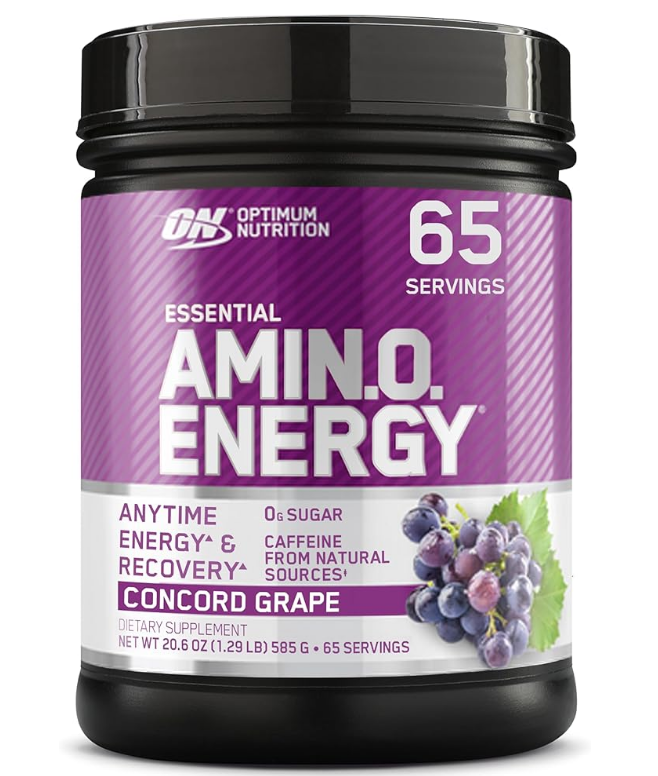 ON® OPTIMUM
NUTRITION
65
SERVINGS
ESSENTIAL
AMIN.O.
ENERGY®
ANYTIME
ENERGY▲ &
RECOVERY▲
0G SUGAR
CAFFEINE
FROM NATURAL
SOURCES‡
CONCORD GRAPE
DIETARY SUPPLEMENT
NET WT 20.6 OZ (1.29 LB) 585 G • 65 SERVINGS